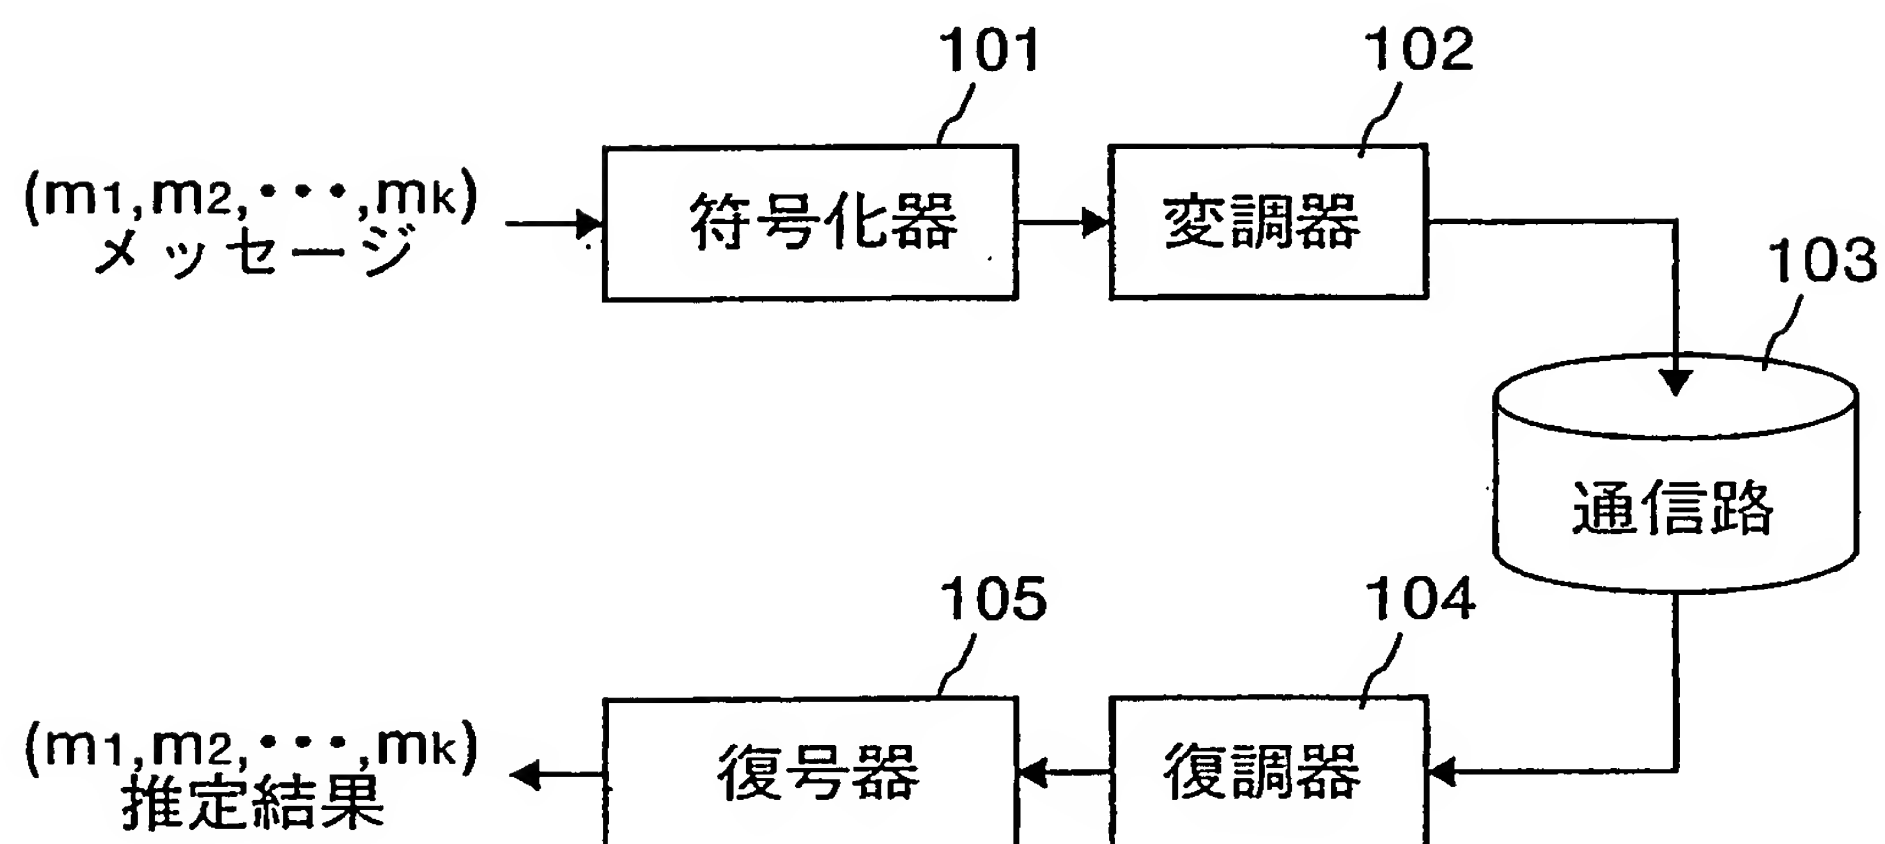 101
102
(m1,m2,･･･,mk)
メッセージ
符号化器
変調器
103
通信路
105
104
(m1,m2,･･･,mk)
推定結果
復号器
復調器